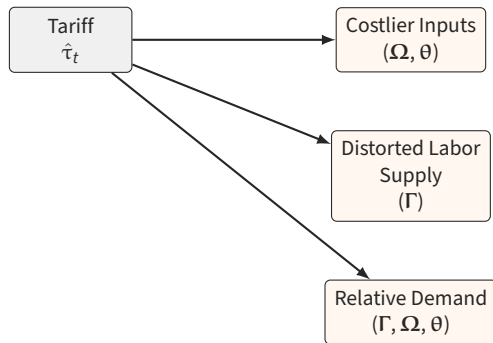 Tariff
τ̂ₜ
Costlier Inputs
(Ω, θ)
Distorted Labor
Supply
(Γ)
Relative Demand
(Γ, Ω, θ)